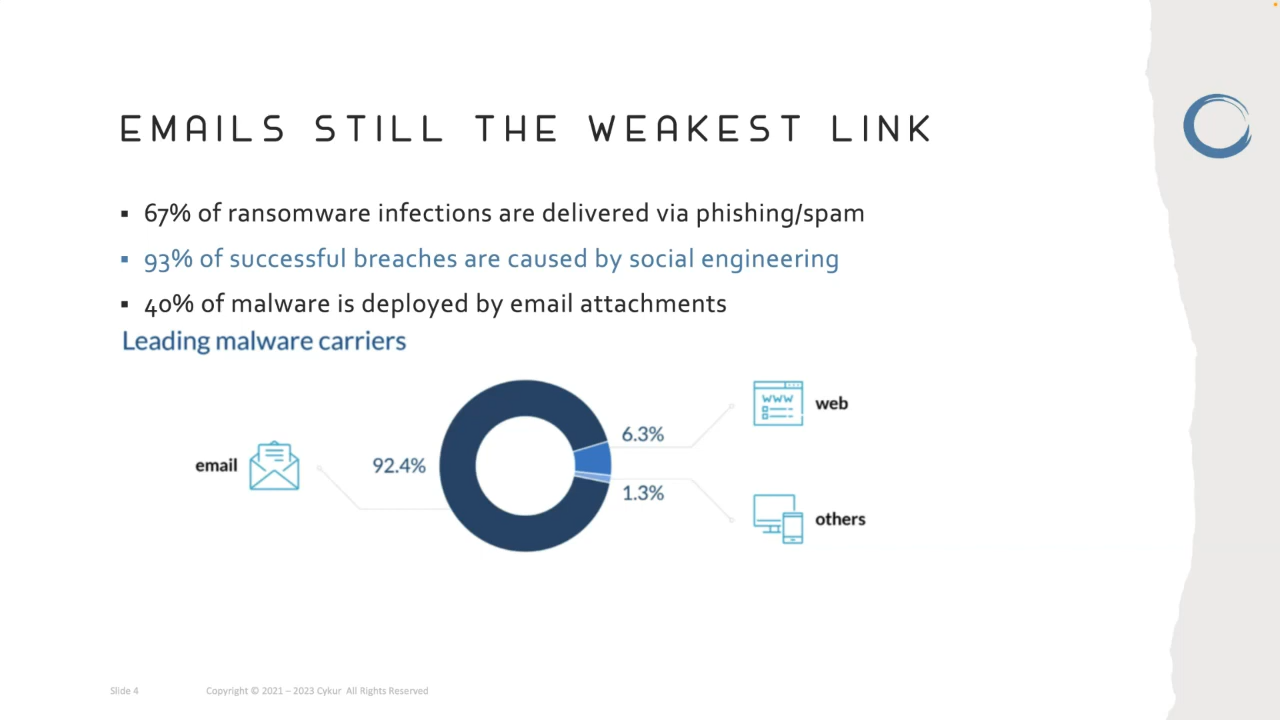 EMAILS STILL THE WEAKEST LINK
▪ 67% of ransomware infections are delivered via phishing/spam
▪ 93% of successful breaches are caused by social engineering
▪ 40% of malware is deployed by email attachments
Leading malware carriers
email
92.4%
6.3%
1.3%
WWW
web
others
Slide 4
Copyright © 2021 – 2023 Cykur All Rights Reserved